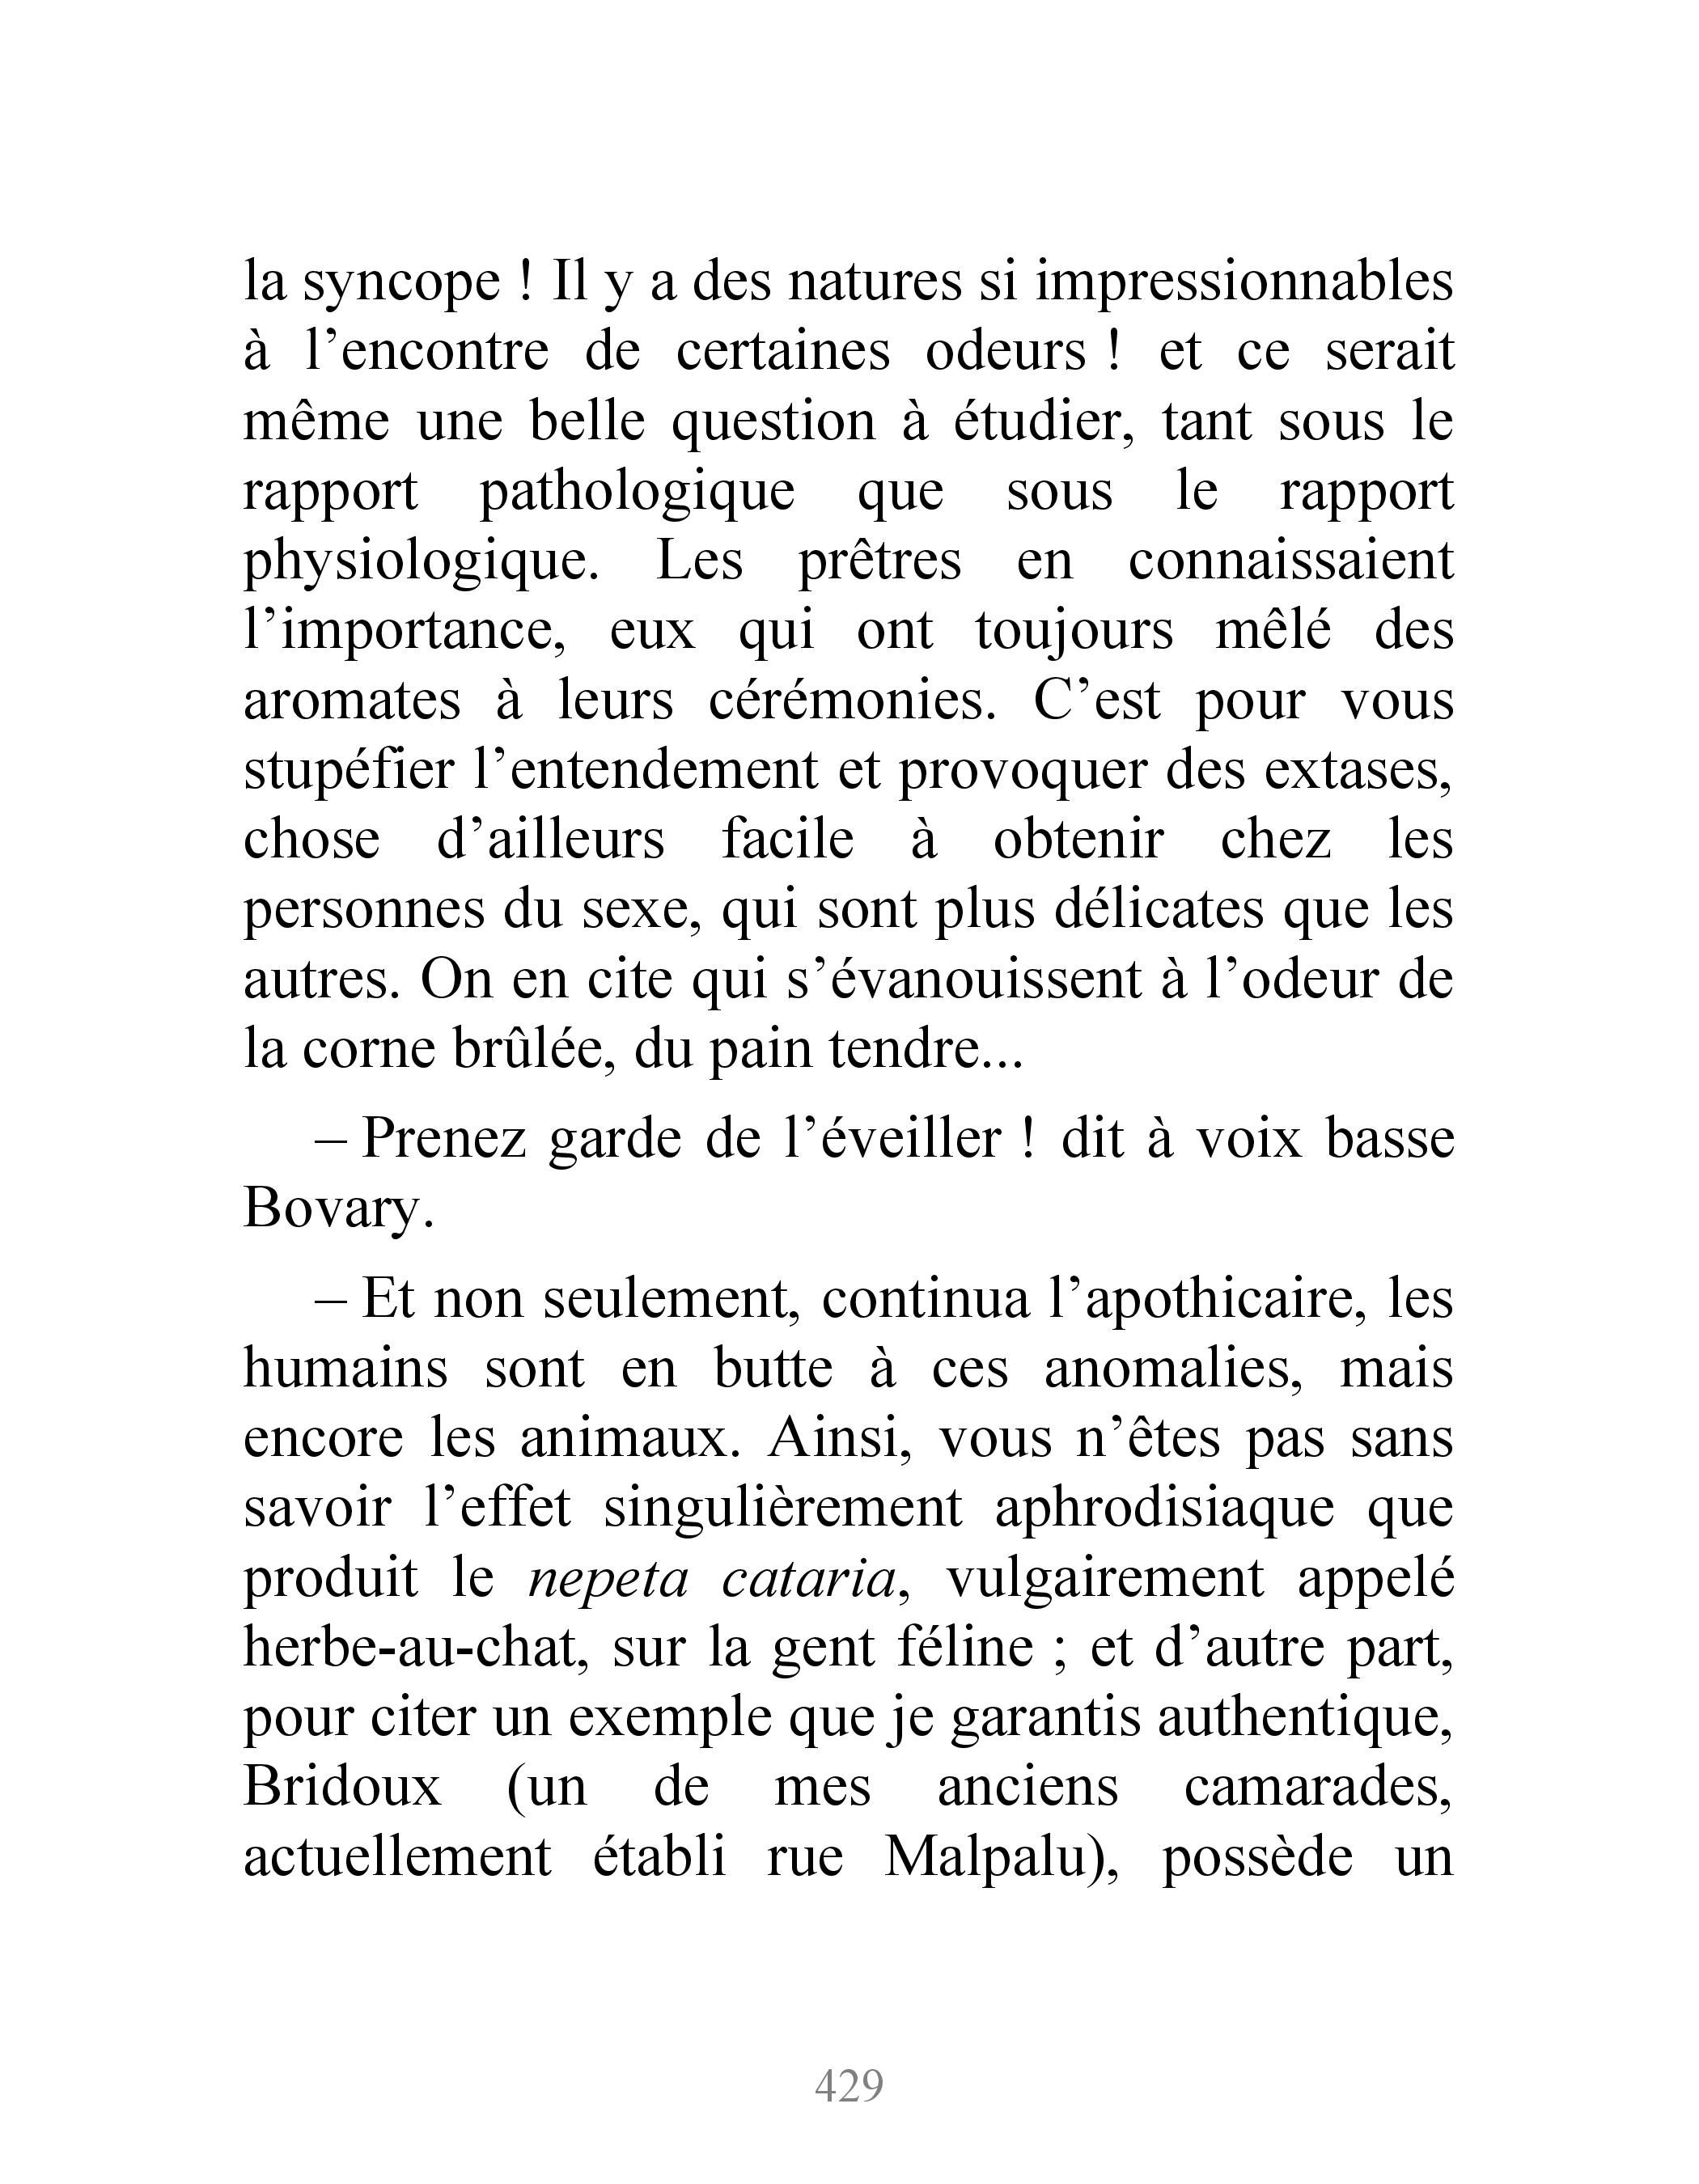 la syncope ! Il y a des natures si impressionnables
à l’encontre de certaines odeurs ! et ce serait
même une belle question à étudier, tant sous le
rapport pathologique que sous le rapport
physiologique. Les prêtres en connaissaient
l’importance, eux qui ont toujours mêlé des
aromates à leurs cérémonies. C’est pour vous
stupéfier l’entendement et provoquer des extases,
chose d’ailleurs facile à obtenir chez les
personnes du sexe, qui sont plus délicates que les
autres. On en cite qui s’évanouissent à l’odeur de
la corne brûlée, du pain tendre...
– Prenez garde de l’éveiller ! dit à voix basse
Bovary.
– Et non seulement, continua l’apothicaire, les
humains sont en butte à ces anomalies, mais
encore les animaux. Ainsi, vous n’êtes pas sans
savoir l’effet singulièrement aphrodisiaque que
produit le nepeta cataria, vulgairement appelé
herbe-au-chat, sur la gent féline ; et d’autre part,
pour citer un exemple que je garantis authentique,
Bridoux (un de mes anciens camarades,
actuellement établi rue Malpalu), possède un
429